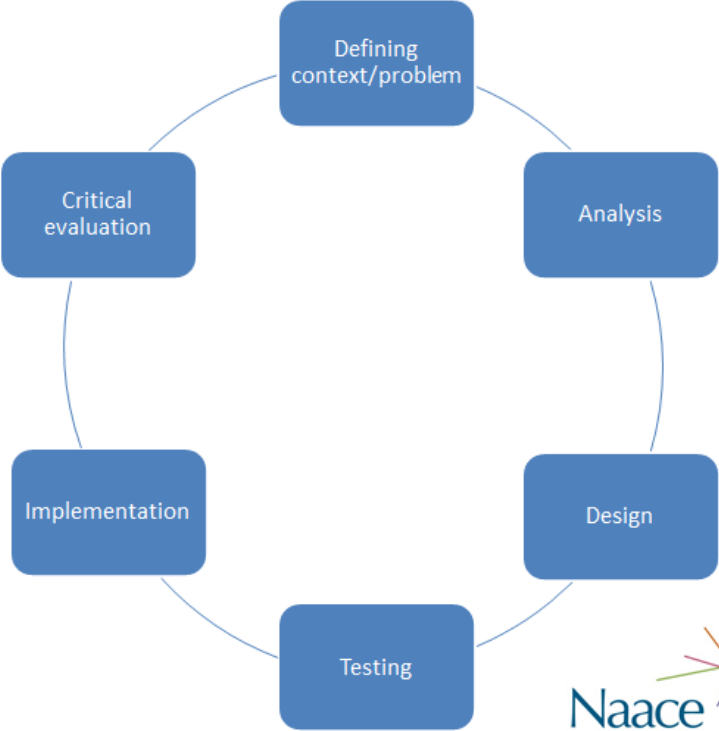 Defining
context/problem
Analysis
Design
Testing
Implementation
Critical
evaluation
Naace